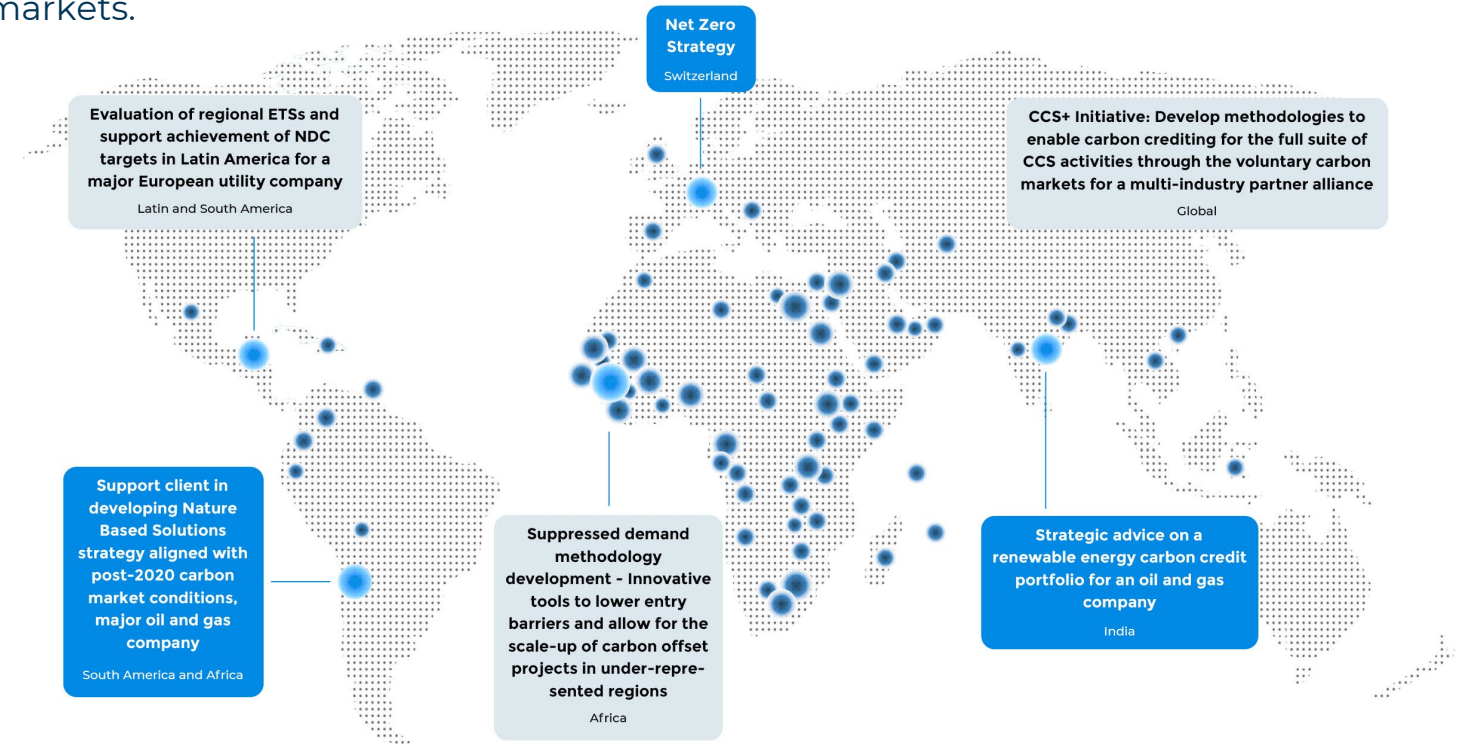 markets.
Net Zero
Strategy
Switzerland
Evaluation of regional ETSs and
support achievement of NDC
targets in Latin America for a
major European utility company
Latin and South America
CCS+ Initiative: Develop methodologies to
enable carbon crediting for the full suite of
CCS activities through the voluntary carbon
markets for a multi-industry partner alliance
Global
Support client in
developing Nature
Based Solutions
strategy aligned with
post-2020 carbon
market conditions,
major oil and gas
company
South America and Africa
Suppressed demand
methodology
development - Innovative
tools to lower entry
barriers and allow for the
scale-up of carbon offset
projects in under-repre-
sented regions
Africa
Strategic advice on a
renewable energy carbon credit
portfolio for an oil and gas
company
India